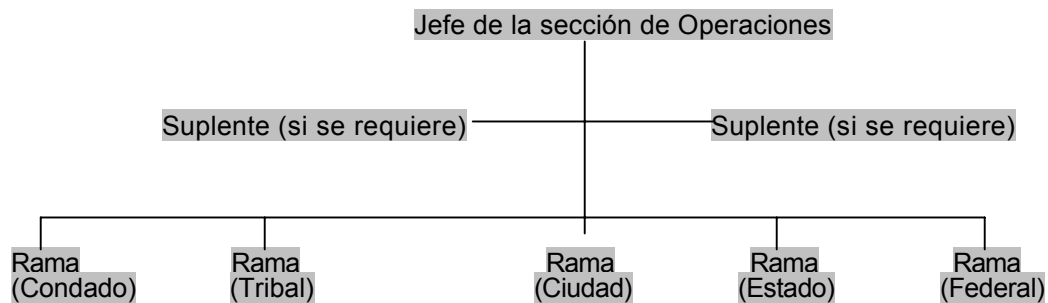 Jefe de la sección de Operaciones
Suplente (si se requiere)
Suplente (si se requiere)
Rama
(Condado)
Rama
(Tribal)
Rama
(Ciudad)
Rama
(Estado)
Rama
(Federal)